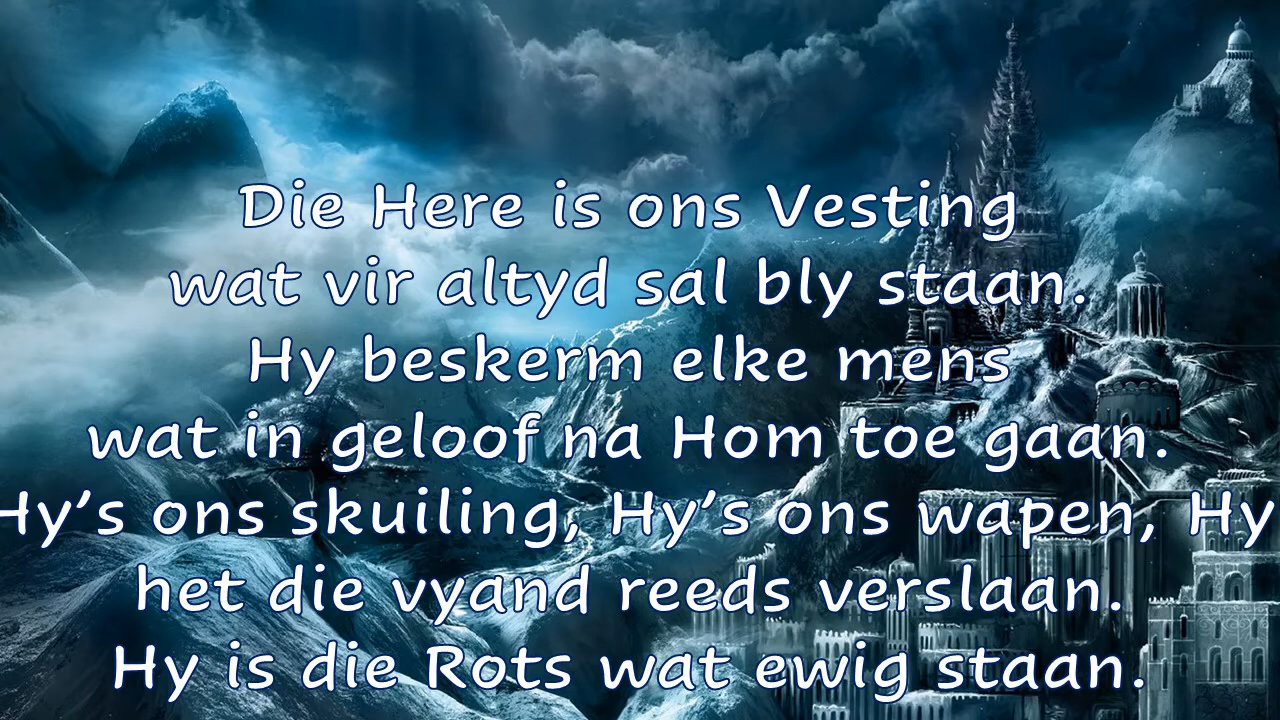 Die Here is ons Vesting
wat vir altyd sal bly staan.
Hy beskerm elke mens
wat in geloof na Hom toe gaan.
Hy’s ons skuiling, Hy’s ons wapen, Hy
het die vyand reeds verslaan.
Hy is die Rots wat ewig staan.